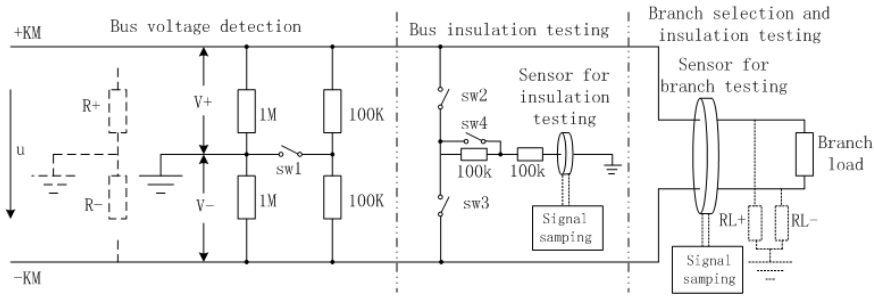 +KM
Bus voltage detection
Bus insulation testing
Branch selection and
insulation testing
Sensor for
branch testing
Sensor for
insulation
testing
u
R+
V+
1M
100K
sw2
sw4
sw1
100k
100k
Branch
load
R-
V-
1M
100K
sw3
Signal
samping
RL+
RL-
Signal
samping
-KM